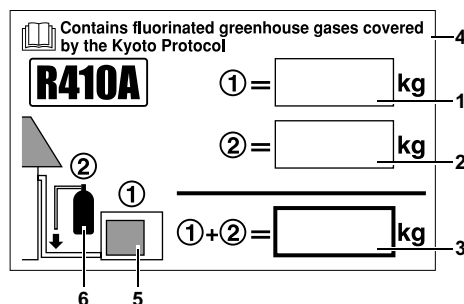 Contains fluorinated greenhouse gases covered
by the Kyoto Protocol
4
R410A
①= kg
1
②= kg
2
②
①
①+②= kg
3
6 5